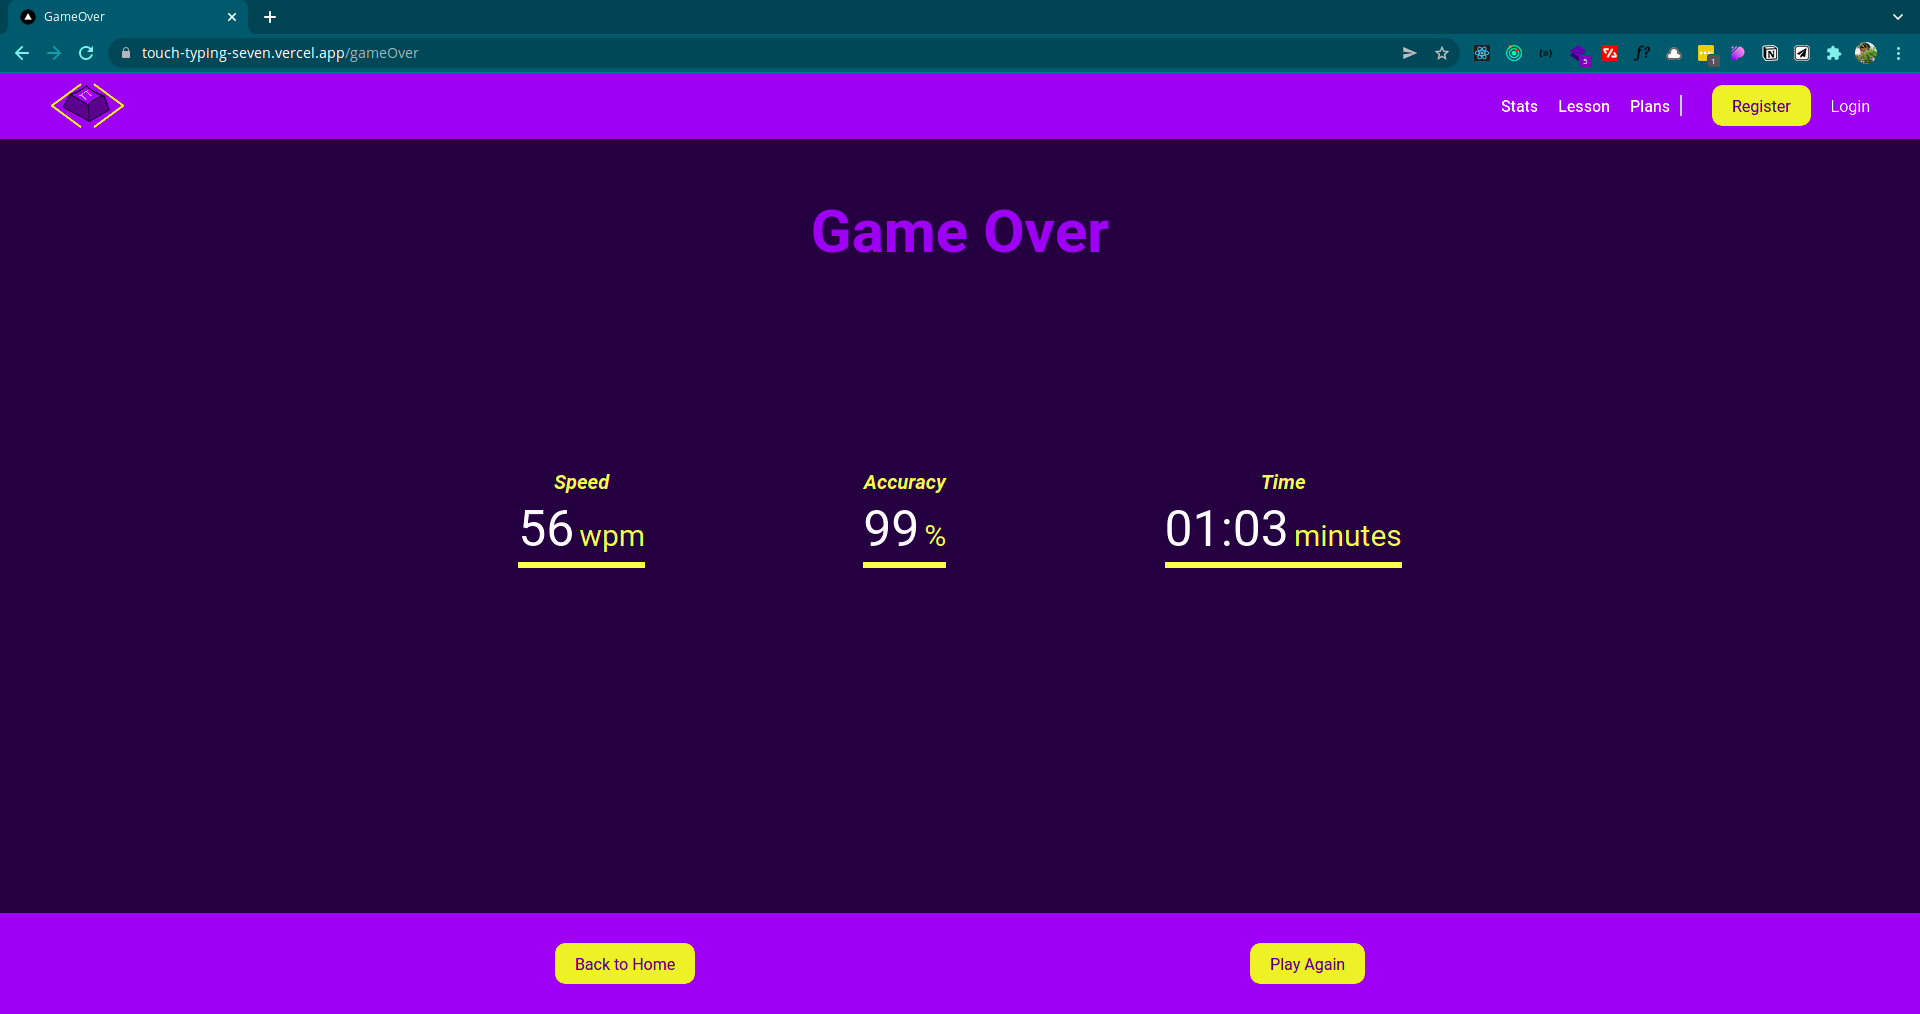 GameOver
touch-typing-seven.vercel.app/gameOver
Stats Lesson Plans Register Login
Game Over
Speed Accuracy Time
56 wpm 99 % 01:03 minutes
Back to Home Play Again